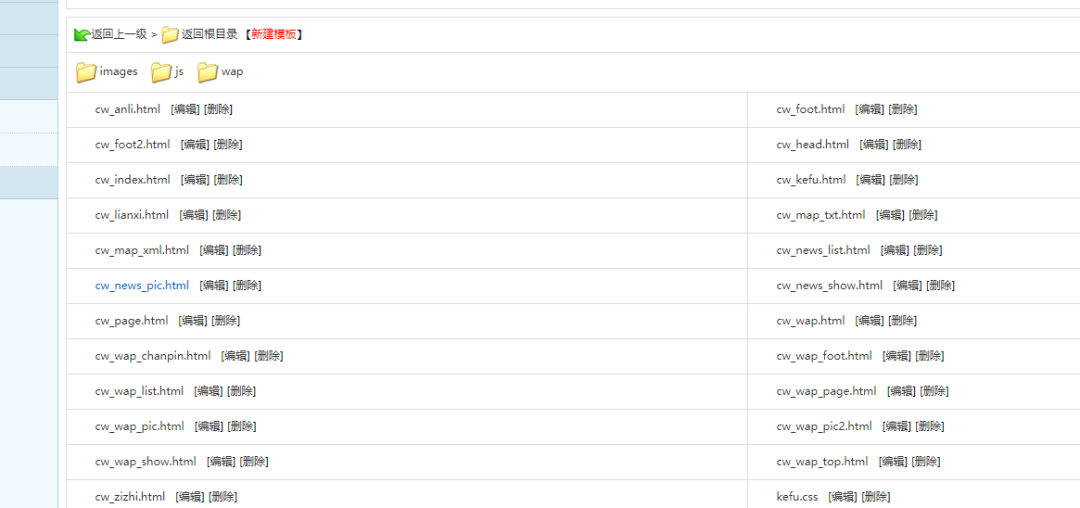 返回上一级 > 返回根目录 【新建模板】
images js wap
cw_anli.html [编辑] [删除] cw_foot.html [编辑] [删除]
cw_foot2.html [编辑] [删除] cw_head.html [编辑] [删除]
cw_index.html [编辑] [删除] cw_kefu.html [编辑] [删除]
cw_lianxi.html [编辑] [删除] cw_map_txt.html [编辑] [删除]
cw_map_xml.html [编辑] [删除] cw_news_list.html [编辑] [删除]
cw_news_pic.html [编辑] [删除] cw_news_show.html [编辑] [删除]
cw_page.html [编辑] [删除] cw_wap.html [编辑] [删除]
cw_wap_chanpin.html [编辑] [删除] cw_wap_foot.html [编辑] [删除]
cw_wap_list.html [编辑] [删除] cw_wap_page.html [编辑] [删除]
cw_wap_pic.html [编辑] [删除] cw_wap_pic2.html [编辑] [删除]
cw_wap_show.html [编辑] [删除] cw_wap_top.html [编辑] [删除]
cw_zizhi.html [编辑] [删除] kefu.css [编辑] [删除]